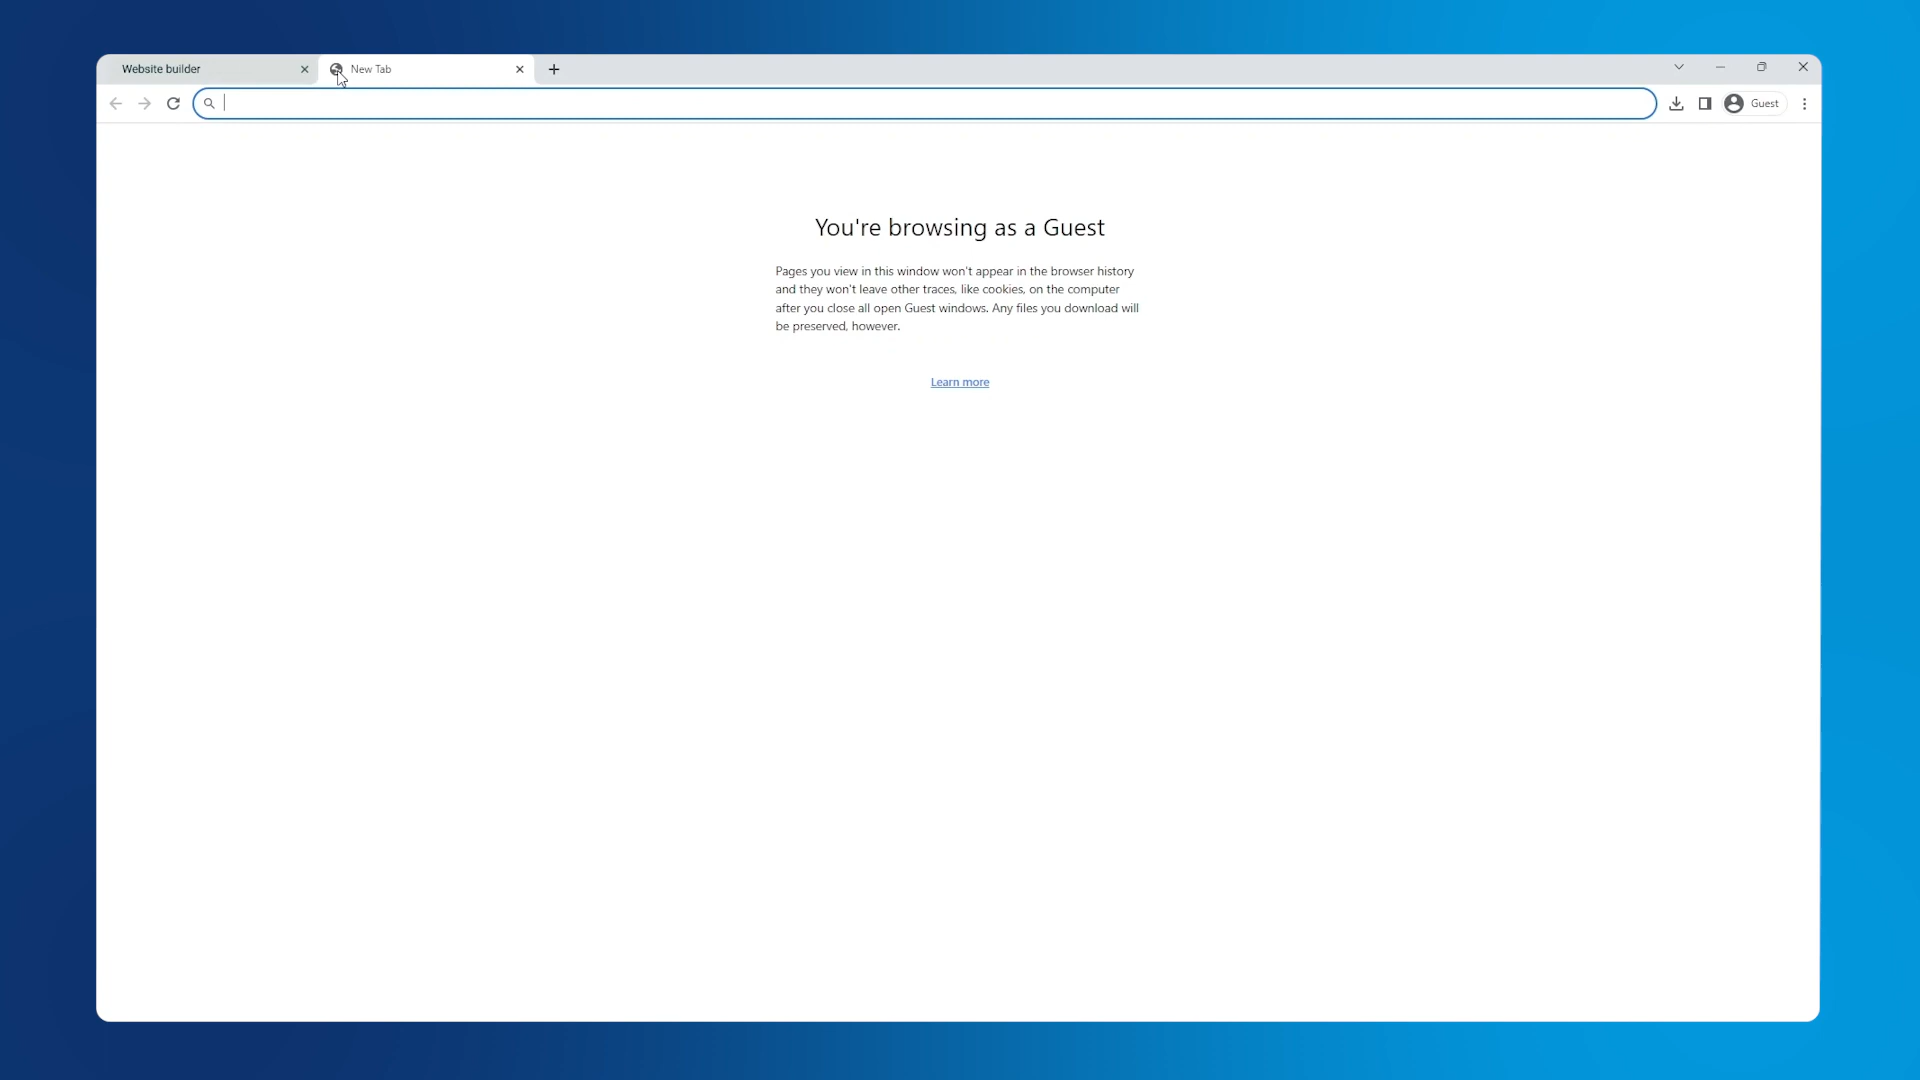 Website builder
New Tab
Guest
You're browsing as a Guest
Pages you view in this window won't appear in the browser history
and they won't leave other traces, like cookies, on the computer
after you close all open Guest windows. Any files you download will
be preserved, however.
Learn more